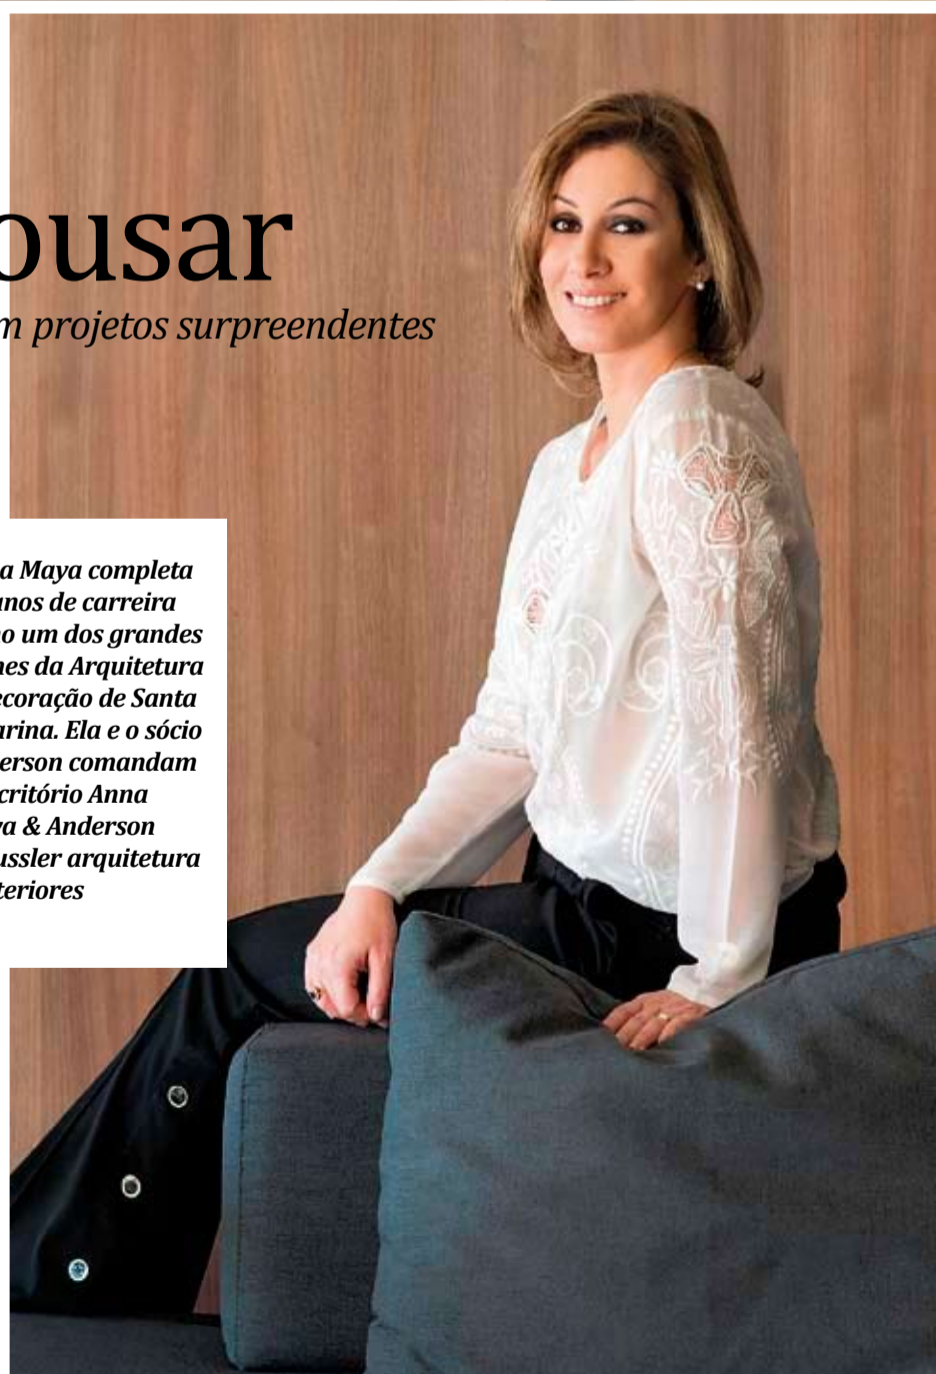 ousar
m projetos surpreendentes
a Maya completa
anos de carreira
o um dos grandes
nes da Arquitetura
ecoração de Santa
arina. Ela e o sócio
erson comandam
critório Anna
ya & Anderson
ussler arquitetura
teriores